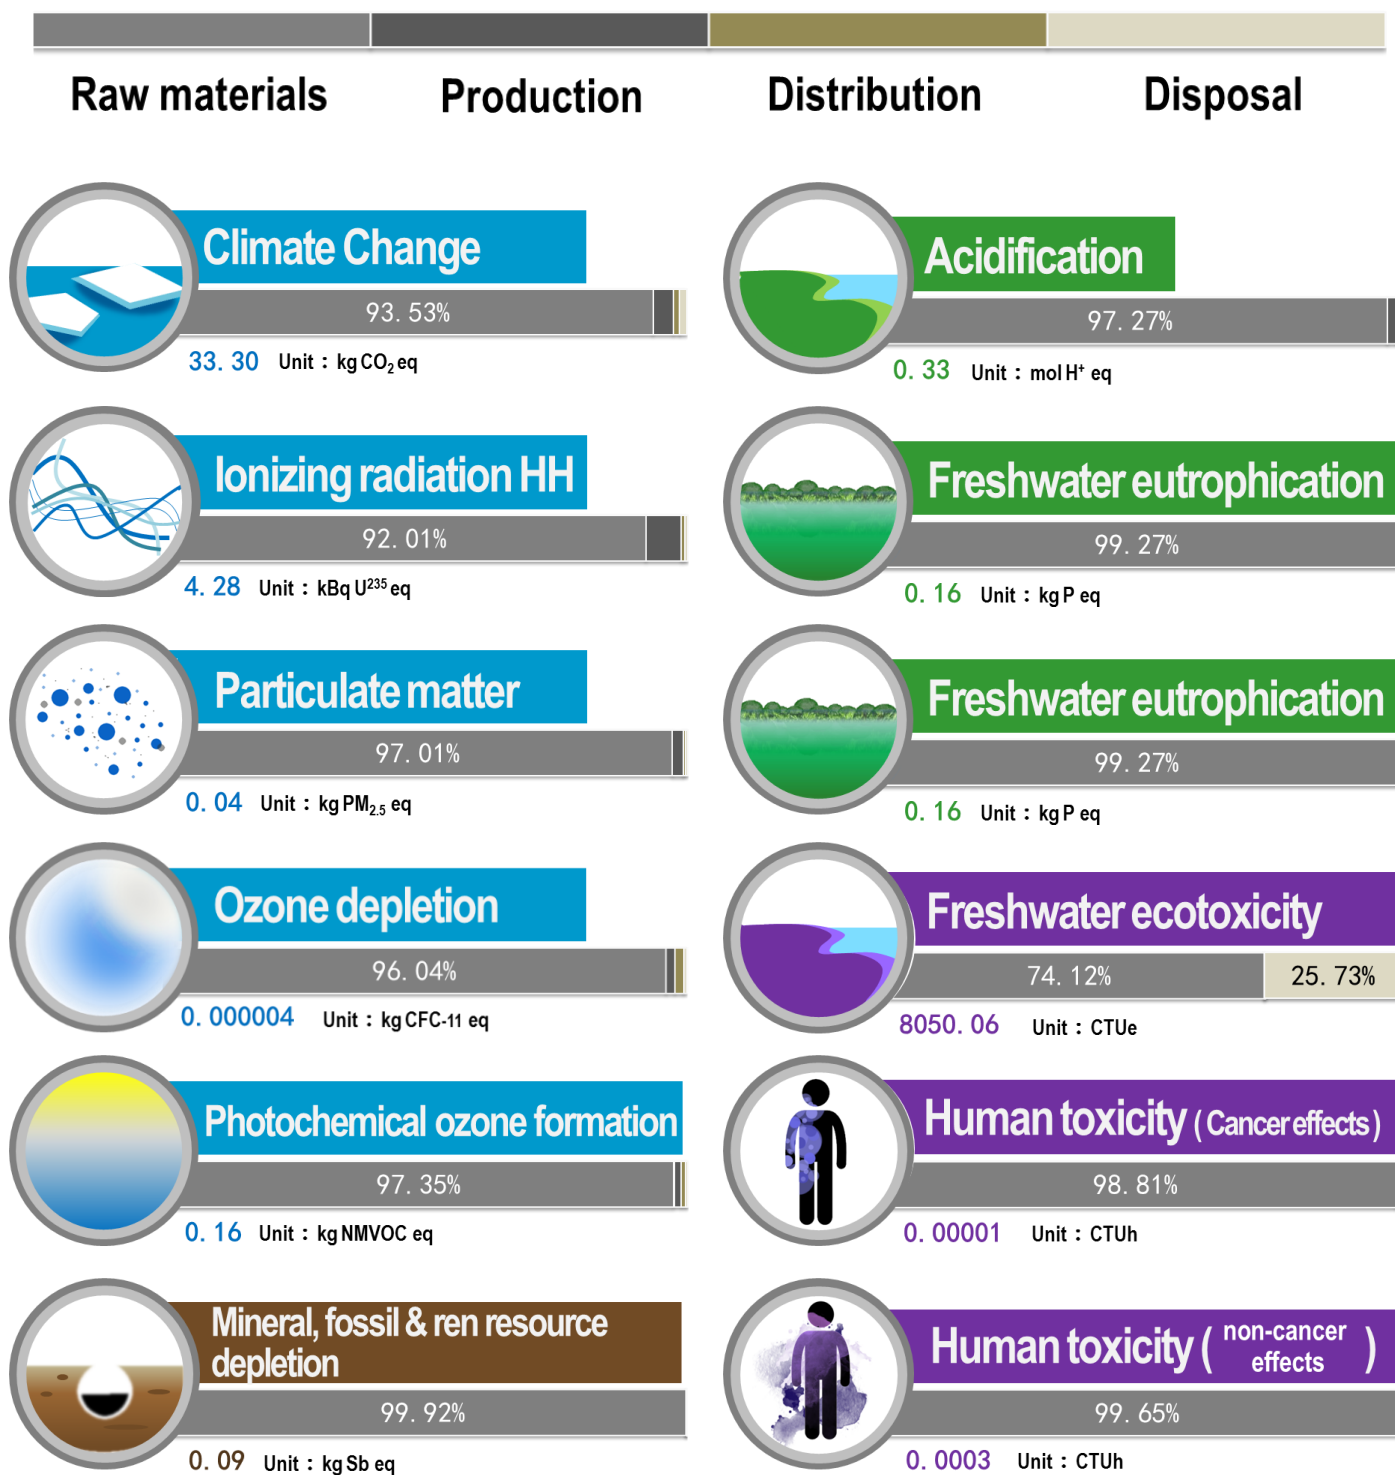 Raw materials Production Distribution Disposal
Climate Change
93.53%
33.30 Unit : kg CO₂ eq
Ionizing radiation HH
92.01%
4.28 Unit : kBq U²³⁵ eq
Particulate matter
97.01%
0.04 Unit : kg PM₂.₅ eq
Ozone depletion
96.04%
0.000004 Unit : kg CFC-11 eq
Photochemical ozone formation
97.35%
0.16 Unit : kg NMVOC eq
Mineral, fossil & ren resource
depletion
99.92%
0.09 Unit : kg Sb eq
Acidification
97.27%
0.33 Unit : mol H⁺ eq
Freshwater eutrophication
99.27%
0.16 Unit : kg P eq
Freshwater eutrophication
99.27%
0.16 Unit : kg P eq
Freshwater ecotoxicity
74.12% 25.73%
8050.06 Unit : CTUe
Human toxicity ( Cancer effects )
98.81%
0.00001 Unit : CTUh
Human toxicity ( non-cancer
effects )
99.65%
0.0003 Unit : CTUh